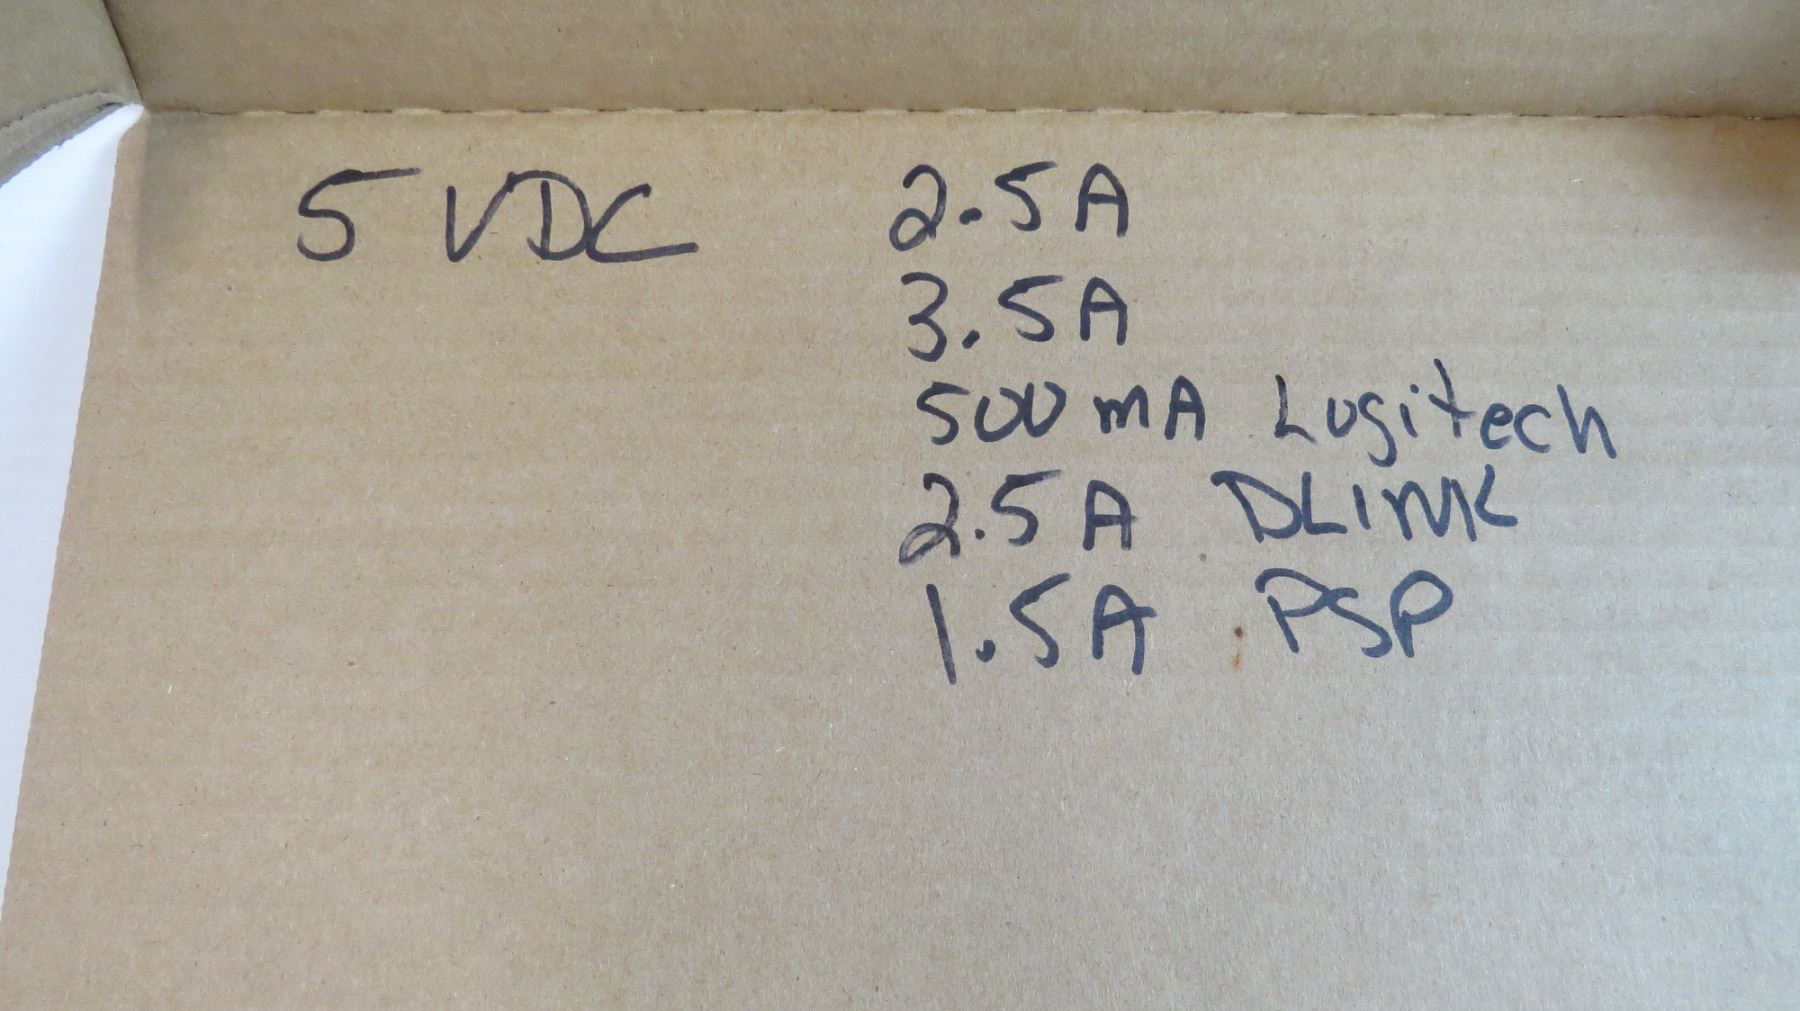 5 VDC 2.5A
3.5A
500mA Logitech
2.5A DLINK
1.5A PSP